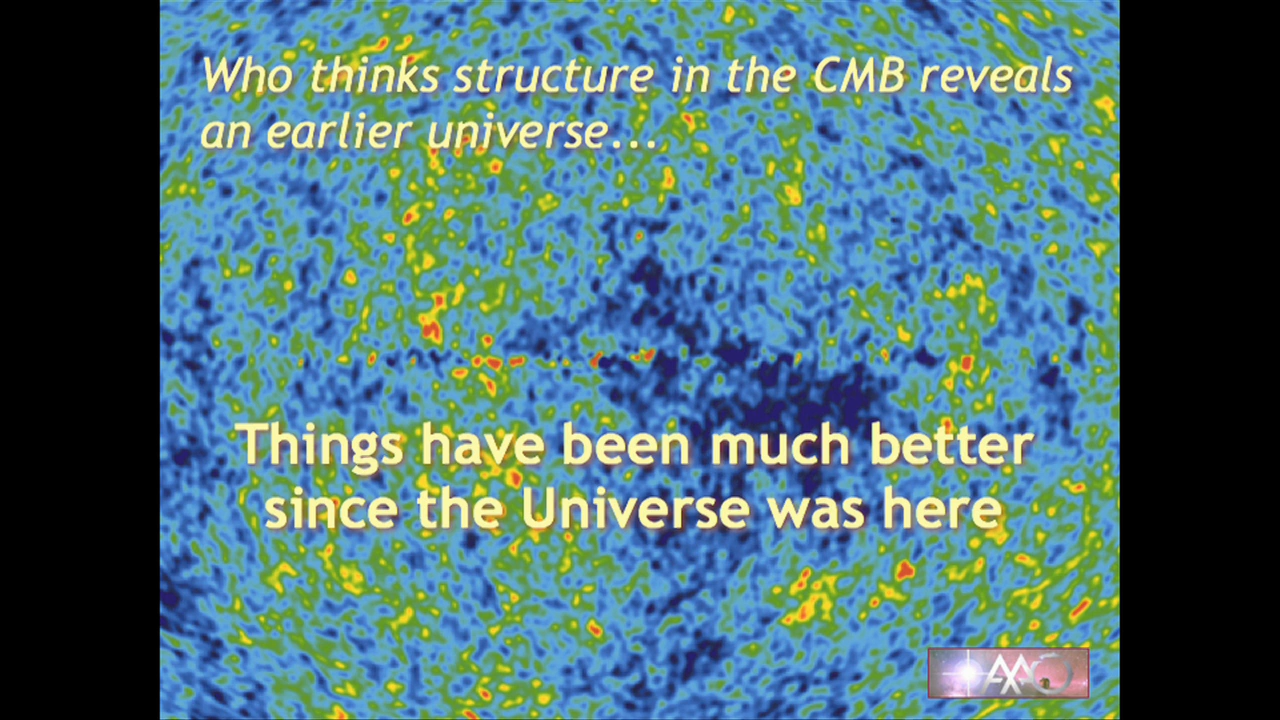 Who thinks structure in the CMB reveals
an earlier universe...
Things have been much better
since the Universe was here
AAO